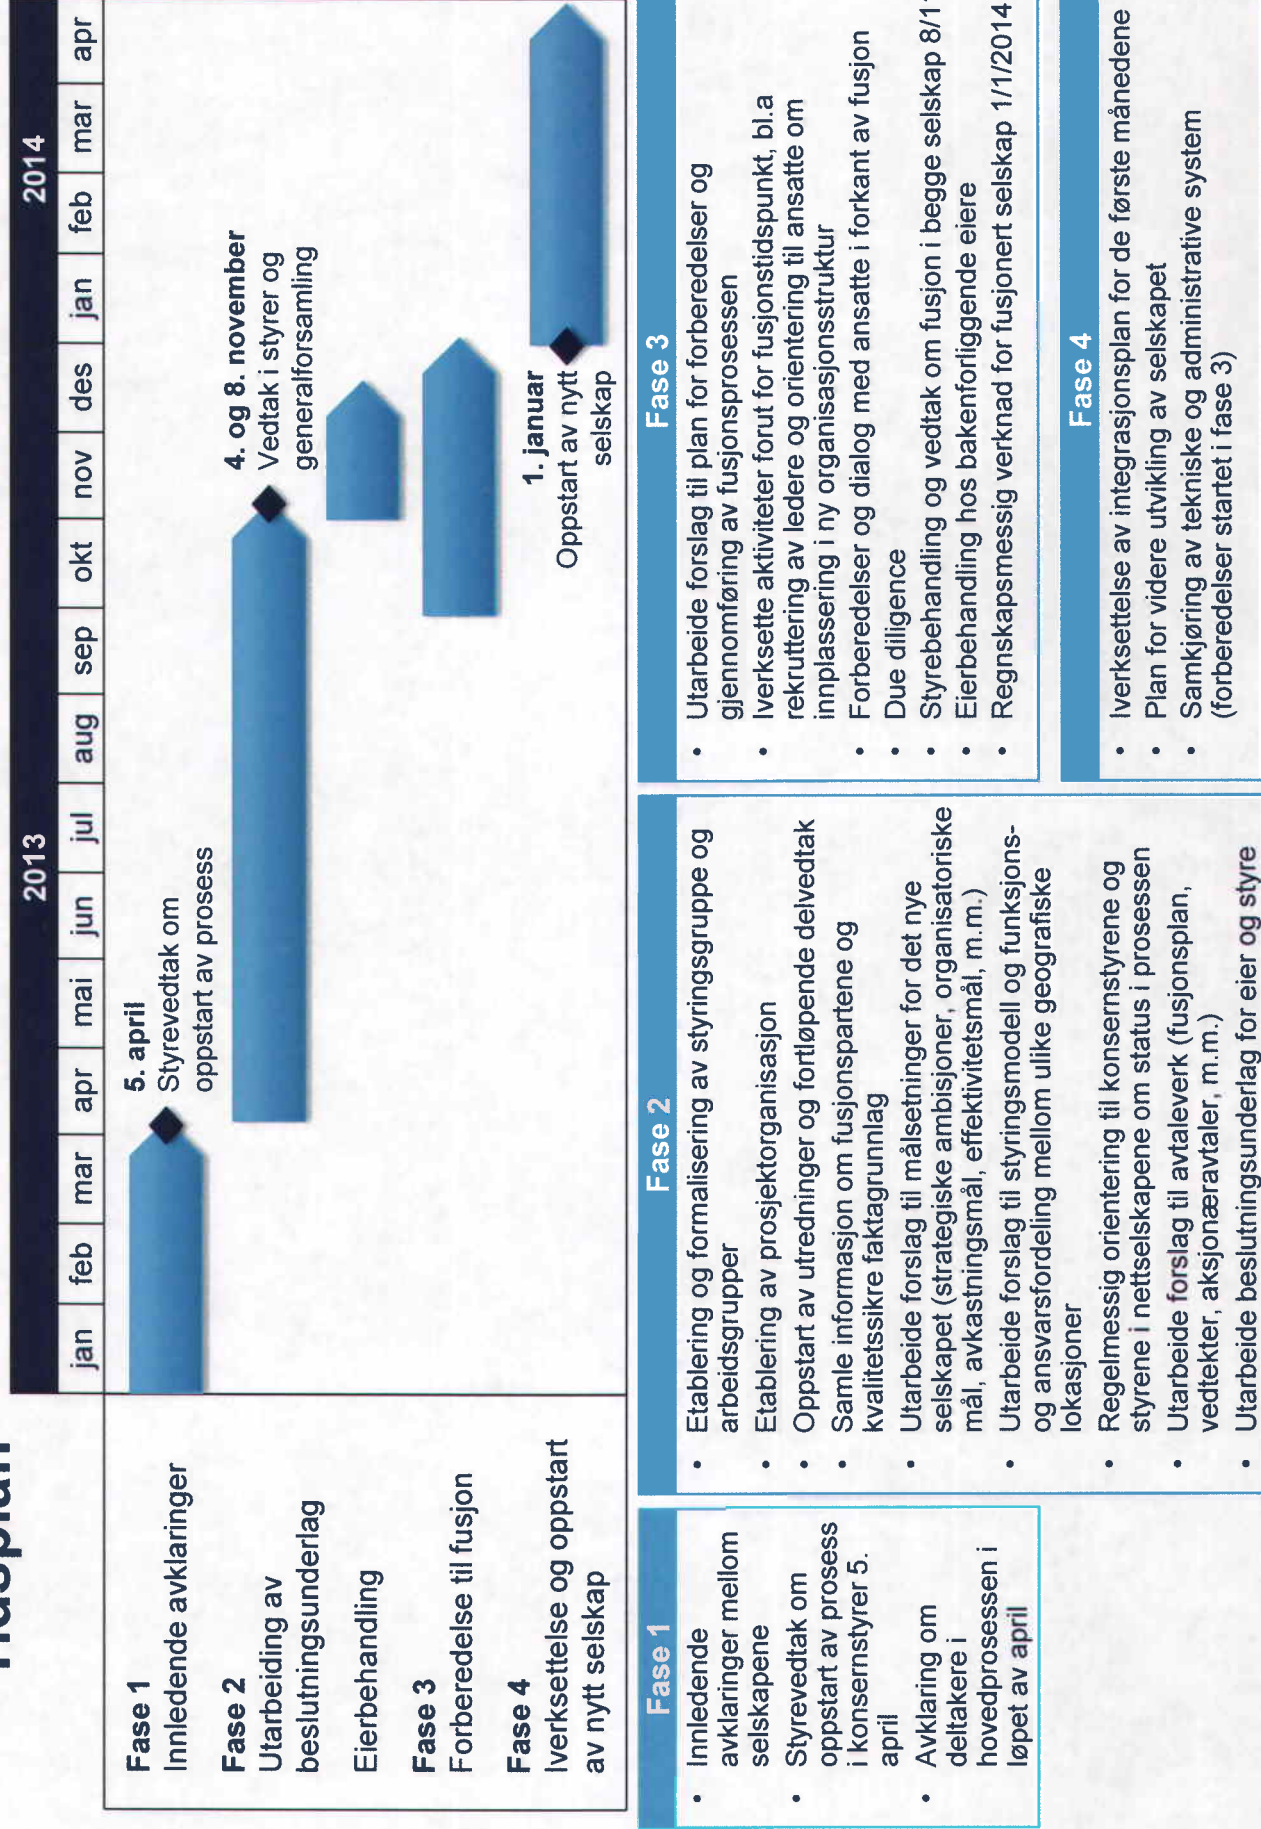 2013 2014
jan feb mar apr mai jun jul aug sep okt nov des jan feb mar apr
Fase 1
Innledende avklaringer
5. april
Styrevedtak om
oppstart av prosess
Fase 2
Utarbeiding av
beslutningsunderlag
4. og 8. november
Vedtak i styrer og
generalforsamling
Eierbehandling
Fase 3
Forberedelse til fusjon
Fase 4
Iverksettelse og oppstart
av nytt selskap
1. januar
Oppstart av nytt
selskap
Fase 1
• Innledende
avklaringer mellom
selskapene
• Styrevedtak om
oppstart av prosess
i konsernstyrer 5.
april
• Avklaring om
deltakere i
hovedprosessen i
løpet av april
Fase 2
• Etablering og formalisering av styringsgruppe og
arbeidsgrupper
• Etablering av prosjektorganisasjon
• Oppstart av utredninger og fortløpende delvedtak
• Samle informasjon om fusjonspartene og
kvalitetssikre faktagrunnlag
• Utarbeide forslag til målsetninger for det nye
selskapet (strategiske ambisjoner, organisatoriske
mål, avkastningsmål, effektivitetsmål, m.m.)
• Utarbeide forslag til styringsmodell og funksjons-
og ansvarsfordeling mellom ulike geografiske
lokasjoner
• Regelmessig orientering til konsernstyrene og
styrene i nettselskapene om status i prosessen
• Utarbeide forslag til avtaleverk (fusjonsplan,
vedtekter, aksjonæravtaler, m.m.)
• Utarbeide beslutningsunderlag for eier og styre
Fase 3
• Utarbeide forslag til plan for forberedelser og
gjennomføring av fusjonsprosessen
• Iverksette aktiviteter forut for fusjonstidspunkt, bl.a
rekruttering av ledere og orientering til ansatte om
innplassering i ny organisasjonsstruktur
• Forberedelser og dialog med ansatte i forkant av fusjon
• Due diligence
• Styrebehandling og vedtak om fusjon i begge selskap 8/11
• Eierbehandling hos bakenforliggende eiere
• Regnskapsmessig verknad for fusjonert selskap 1/1/2014
Fase 4
• Iverksettelse av integrasjonsplan for de første månedene
• Plan for videre utvikling av selskapet
• Samkjøring av tekniske og administrative system
(forberedelser startet i fase 3)